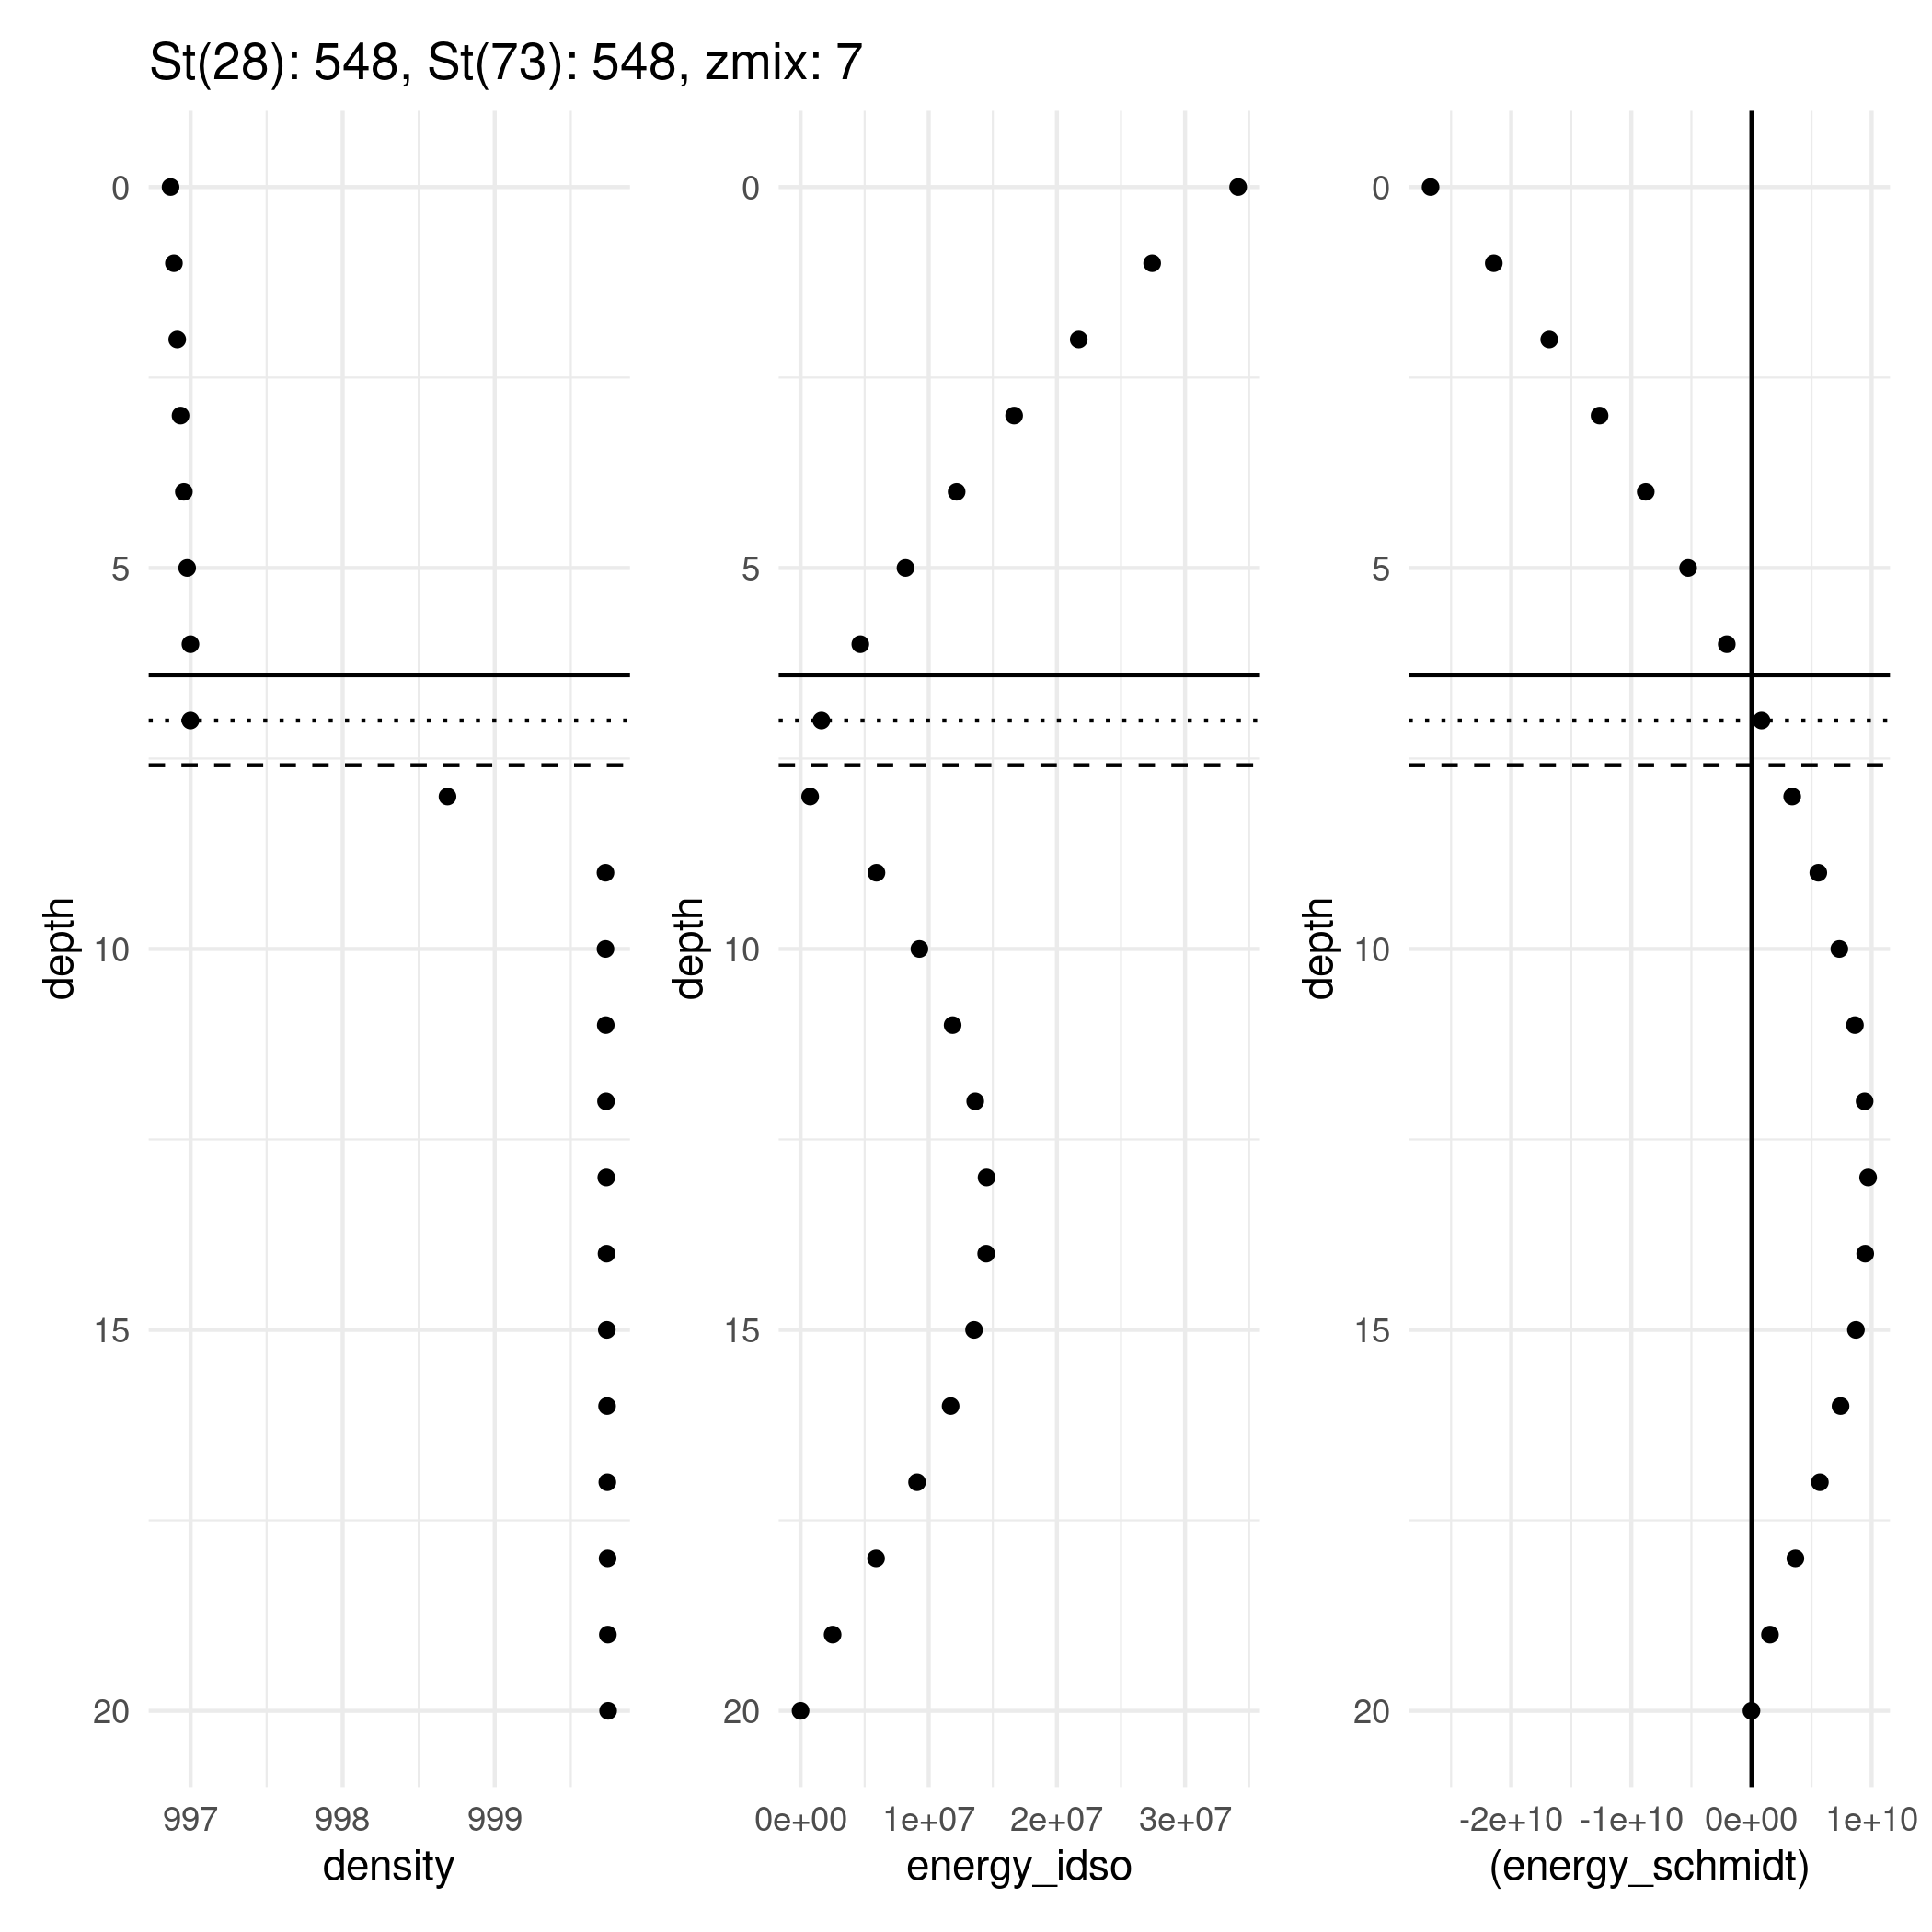 St(28): 548, St(73): 548, zmix: 7
0
5
10
15
20
depth
997 998 999
density
0
5
10
15
20
depth
0e+00 1e+07 2e+07 3e+07
energy_idso
0
5
10
15
20
depth
-2e+10 -1e+10 0e+00 1e+10
(energy_schmidt)